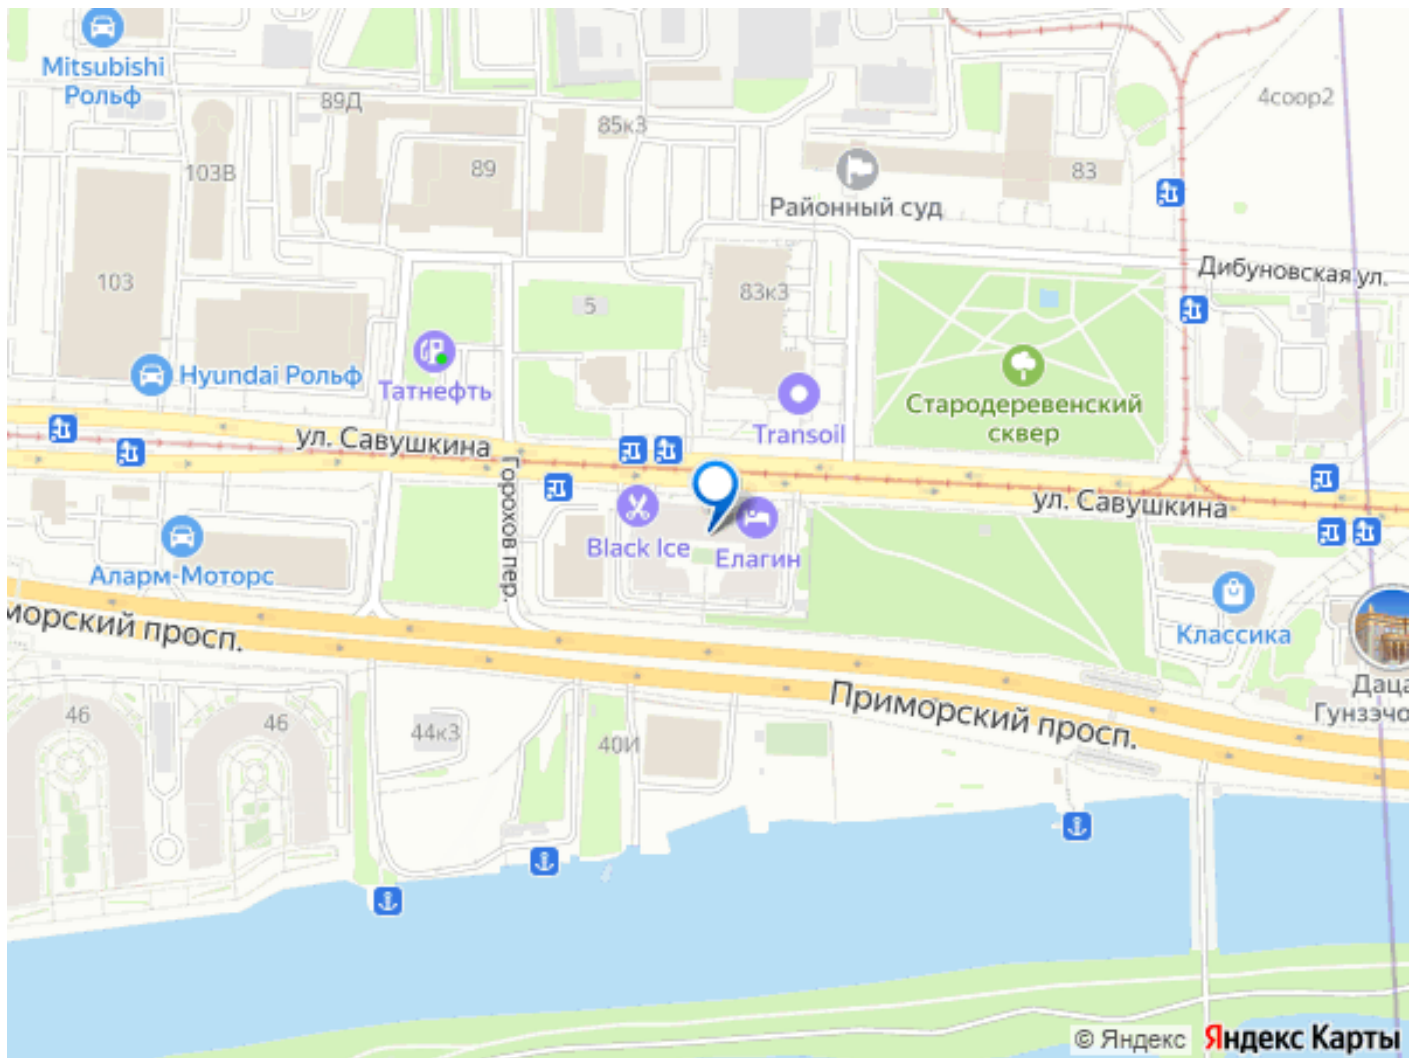 Mitsubishi
Рольф
89Д
4соор2
85к3
103В
89
83
Районный суд
Дибуновская ул.
103
83к3
5
Hyundai Рольф
Татнефть
Стародеревенский
сквер
Transoil
ул. Савушкина
ул. Савушкина
Горохов пер.
Black Ice
Елагин
Аларм-Моторс
Классика
морский просп.
Даца
Гунзэчо
Приморский просп.
46
46
44к3
40И
© Яндекс
Яндекс Карты